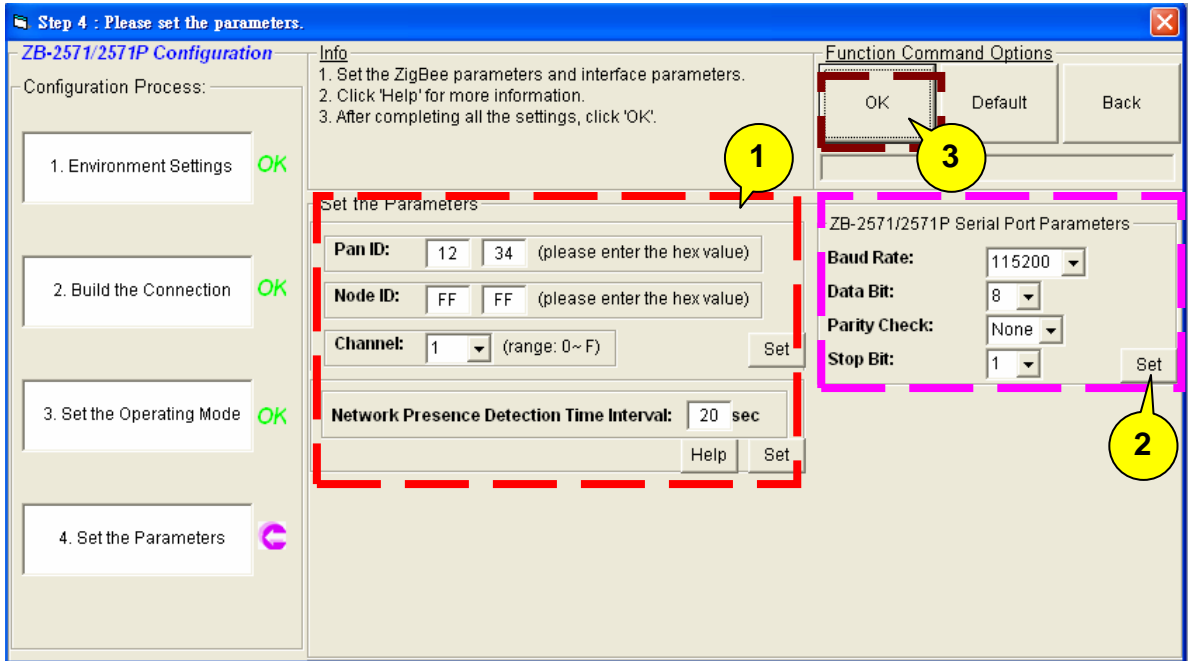 Step 4 : Please set the parameters.
ZB-2571/2571P Configuration
Configuration Process:
1. Environment Settings OK
2. Build the Connection OK
3. Set the Operating Mode OK
4. Set the Parameters
Info
1. Set the ZigBee parameters and interface parameters.
2. Click 'Help' for more information.
3. After completing all the settings, click 'OK'.
Function Command Options
OK Default Back
1
3
Set the Parameters
Pan ID: 12 34 (please enter the hex value)
Node ID: FF FF (please enter the hex value)
Channel: 1 (range: 0~ F) Set
Network Presence Detection Time Interval: 20 sec
Help Set
ZB-2571/2571P Serial Port Parameters
Baud Rate: 115200
Data Bit: 8
Parity Check: None
Stop Bit: 1 Set
2